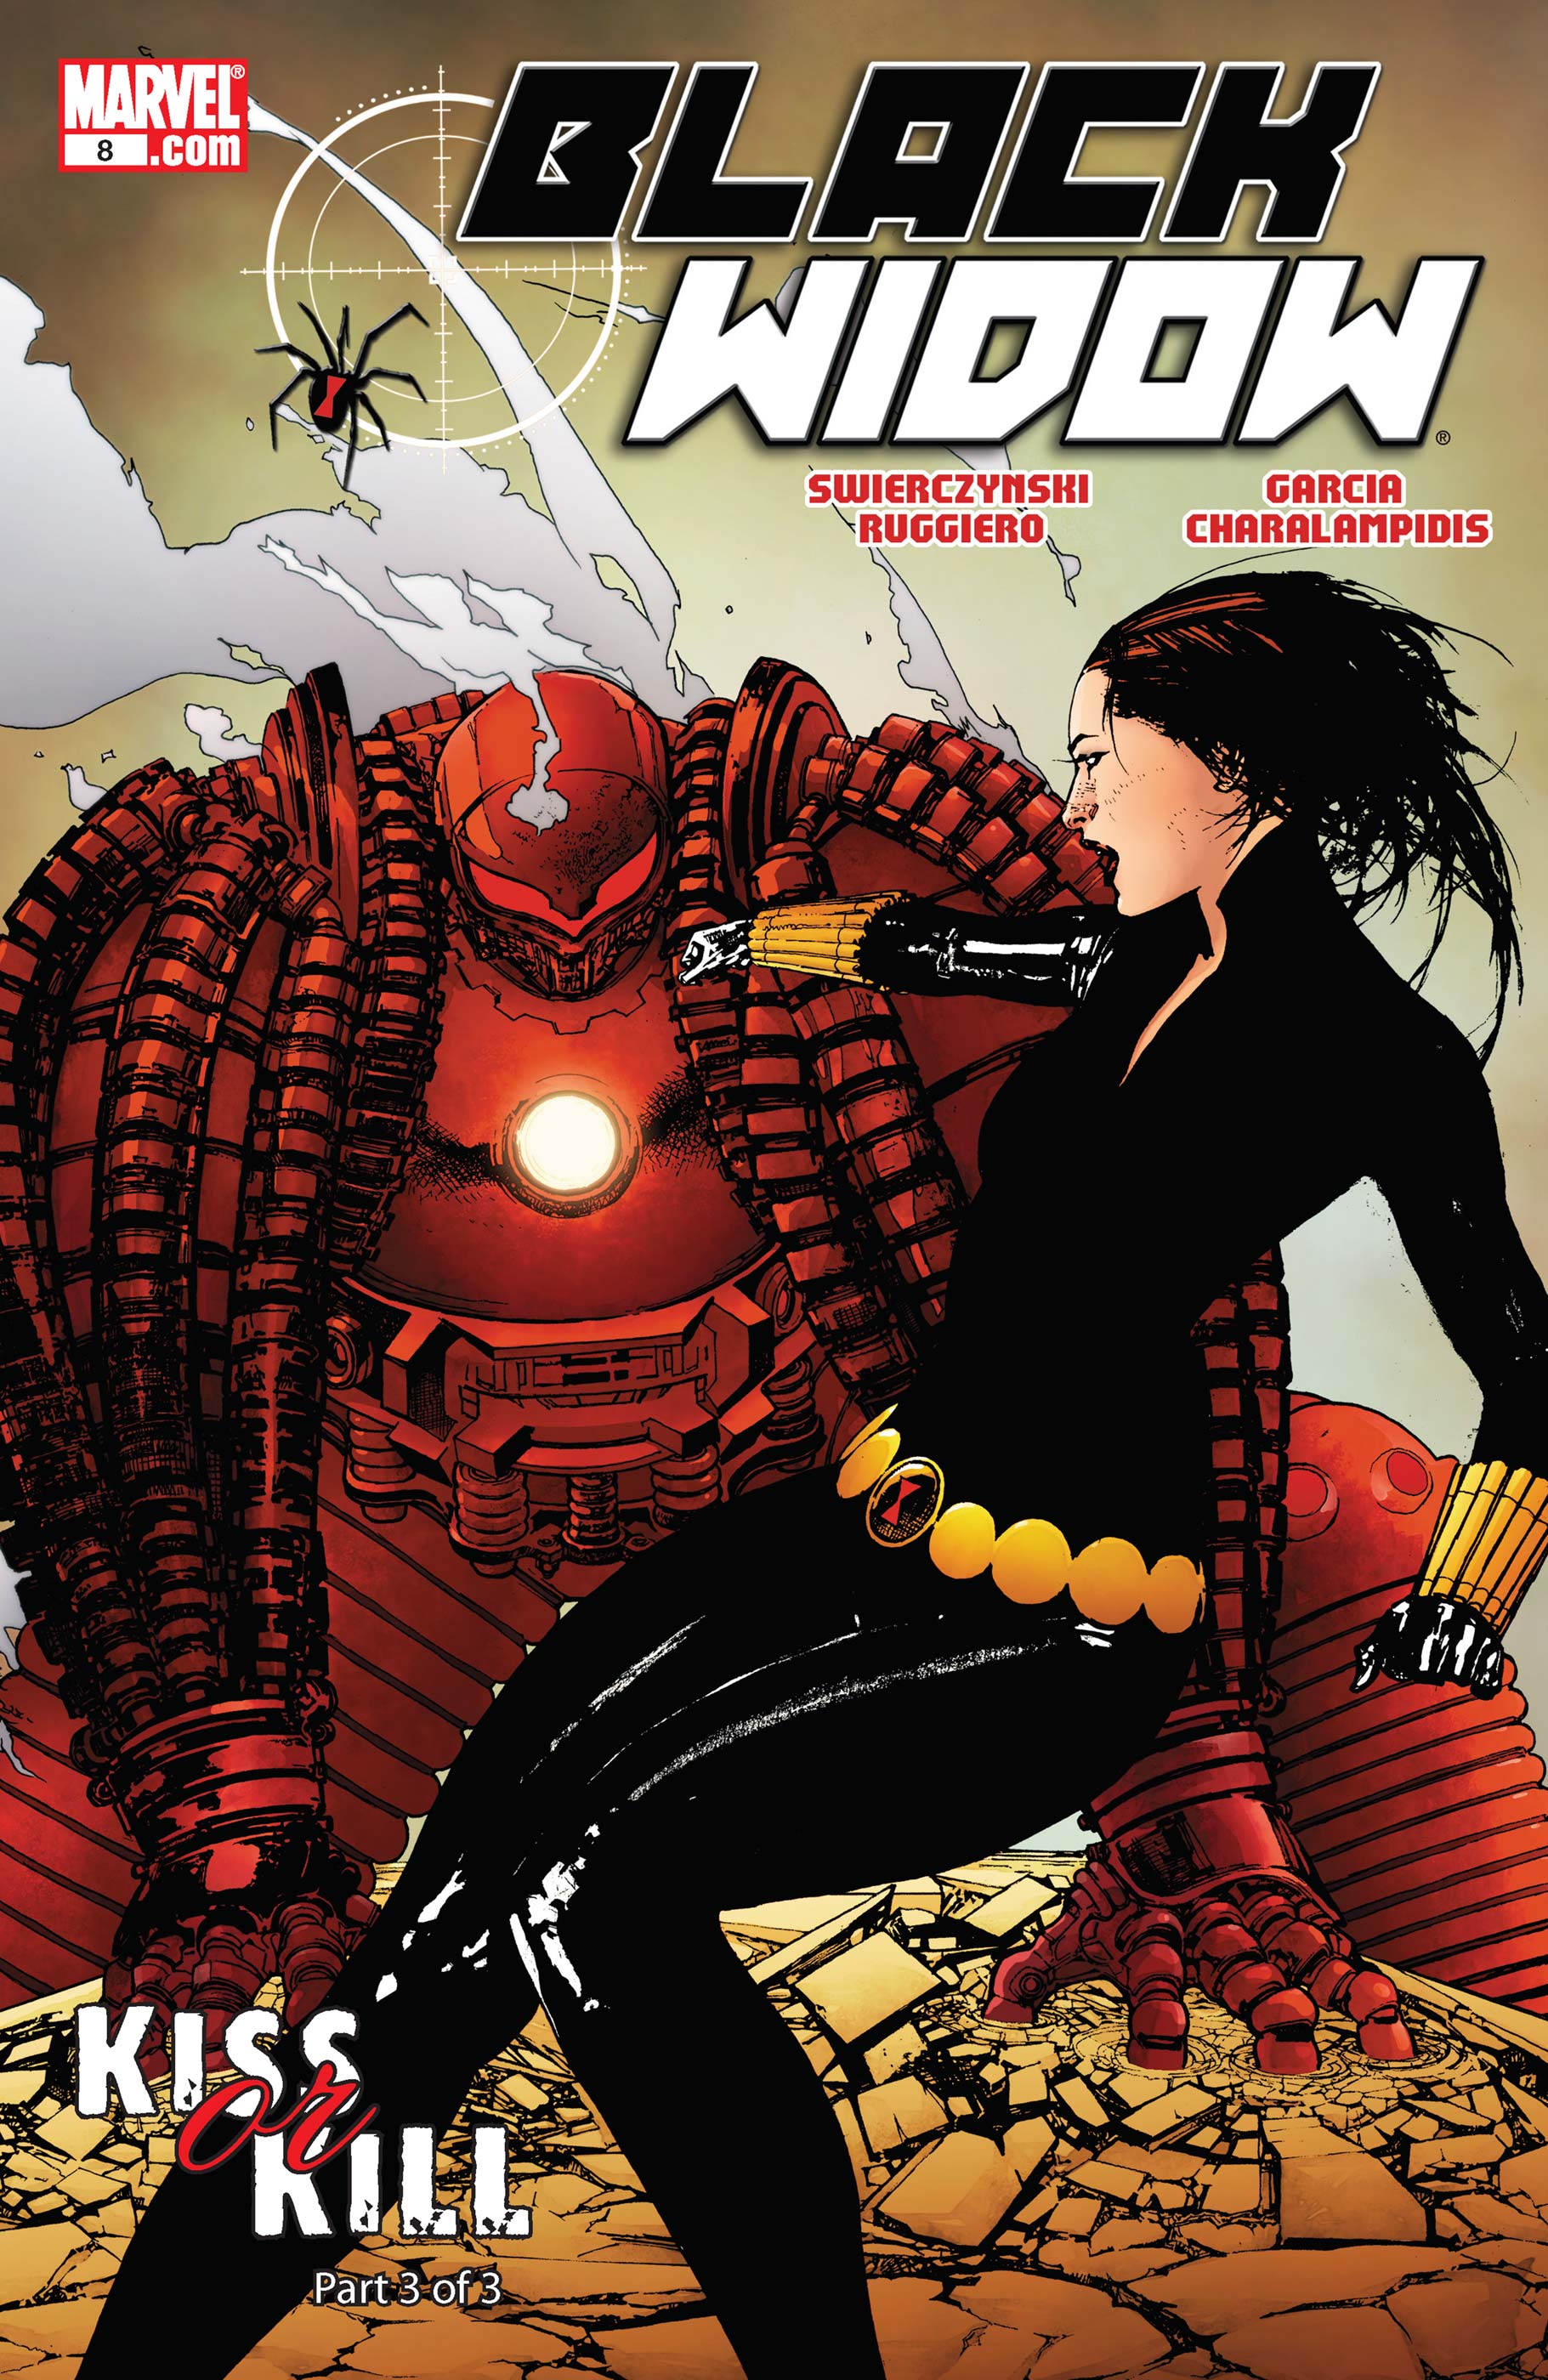 MARVEL®
8 .com
BLACK
WIDOW®
SWIERCZYNSKI
RUGGIERO
GARCIA
CHARALAMPIDIS
KISS
or
KILL
Part 3 of 3